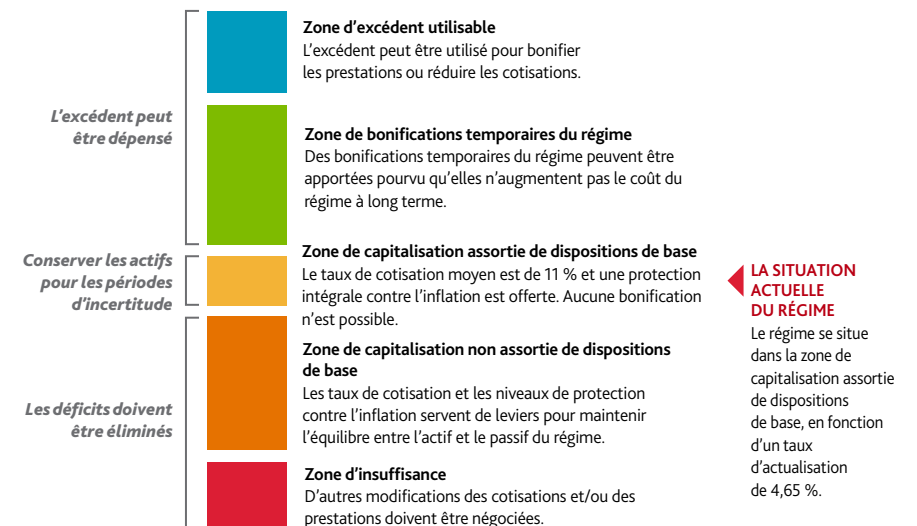 Zone d'excédent utilisable
L'excédent peut être utilisé pour bonifier
les prestations ou réduire les cotisations.
L'excédent peut
être dépensé
Zone de bonifications temporaires du régime
Des bonifications temporaires du régime peuvent être
apportées pourvu qu'elles n'augmentent pas le coût du
régime à long terme.
Conserver les actifs
pour les périodes
d'incertitude
Zone de capitalisation assortie de dispositions de base
Le taux de cotisation moyen est de 11 % et une protection
intégrale contre l'inflation est offerte. Aucune bonification
n'est possible.
LA SITUATION
ACTUELLE
DU RÉGIME
Le régime se situe
dans la zone de
capitalisation assortie
de dispositions
de base, en fonction
d'un taux
d'actualisation
de 4,65 %.
Les déficits doivent
être éliminés
Zone de capitalisation non assortie de dispositions
de base
Les taux de cotisation et les niveaux de protection
contre l'inflation servent de leviers pour maintenir
l'équilibre entre l'actif et le passif du régime.
Zone d'insuffisance
D'autres modifications des cotisations et/ou des
prestations doivent être négociées.